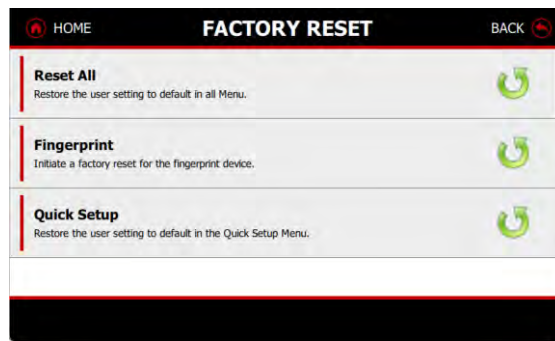 HOME FACTORY RESET BACK
Reset All
Restore the user setting to default in all Menu.
Fingerprint
Initiate a factory reset for the fingerprint device.
Quick Setup
Restore the user setting to default in the Quick Setup Menu.